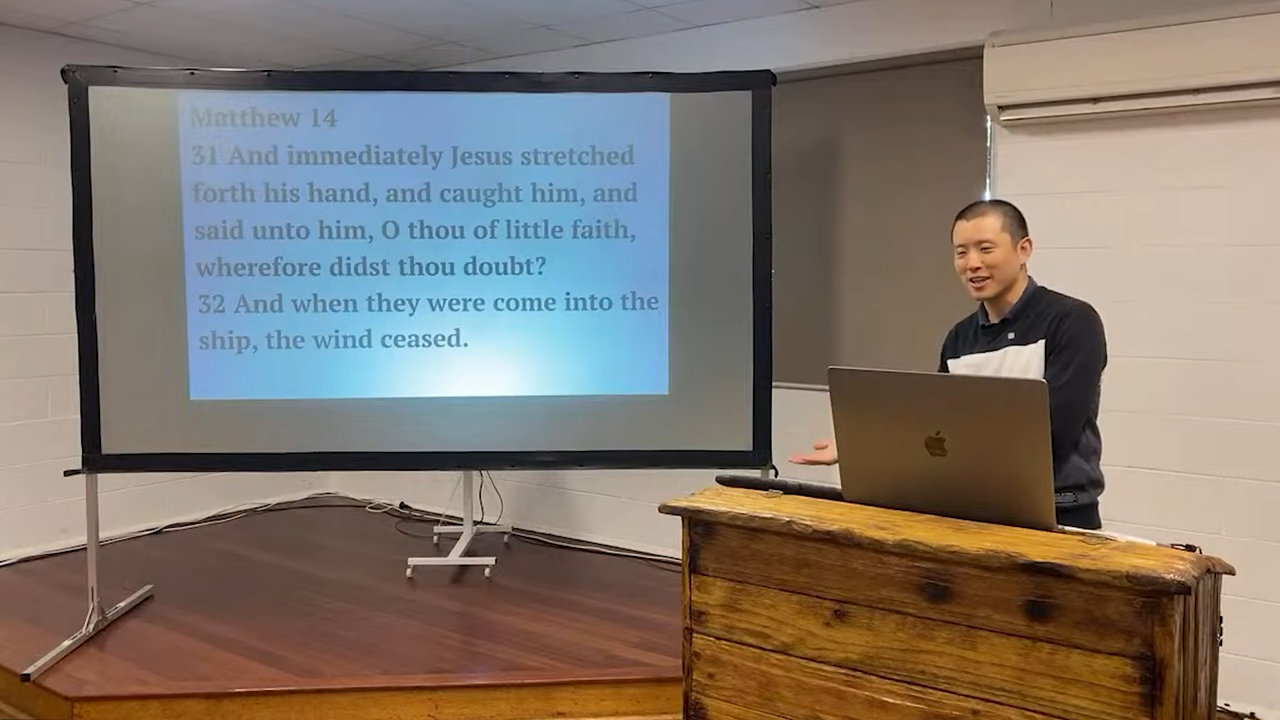 Matthew 14
31 And immediately Jesus stretched
forth his hand, and caught him, and
said unto him, O thou of little faith,
wherefore didst thou doubt?
32 And when they were come into the
ship, the wind ceased.